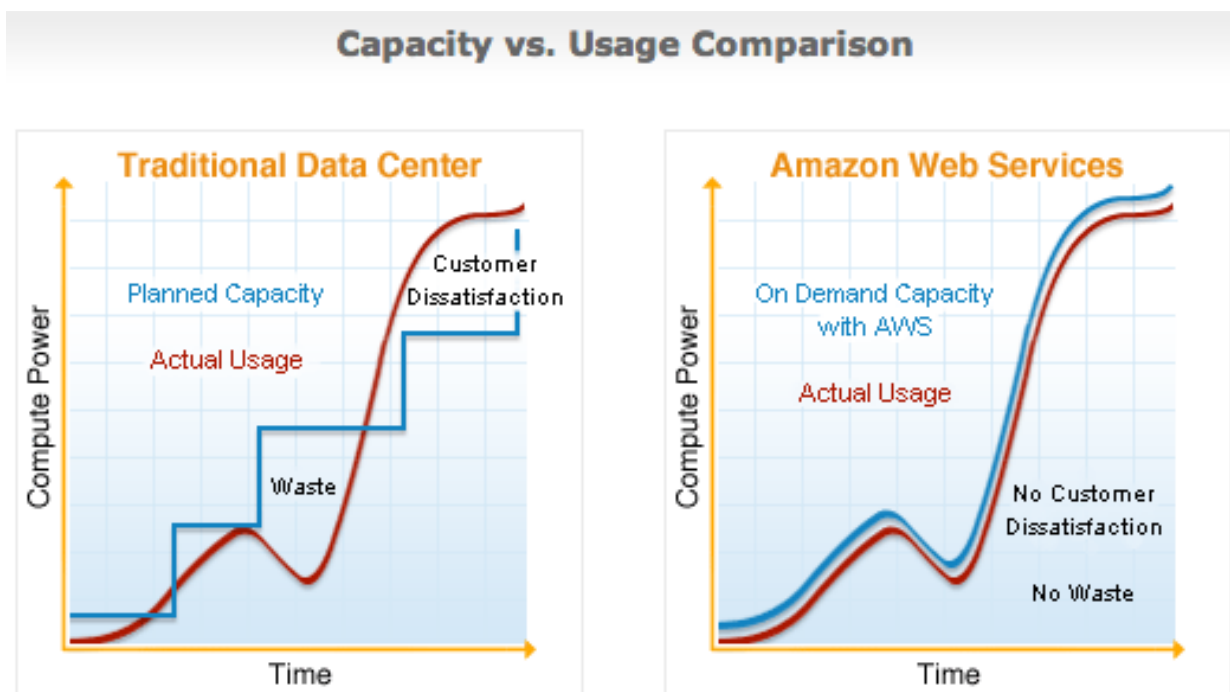 Capacity vs. Usage Comparison
Traditional Data Center
Compute Power
Planned Capacity
Actual Usage
Customer
Dissatisfaction
Waste
Time
Amazon Web Services
Compute Power
On Demand Capacity
with AWS
Actual Usage
No Customer
Dissatisfaction
No Waste
Time